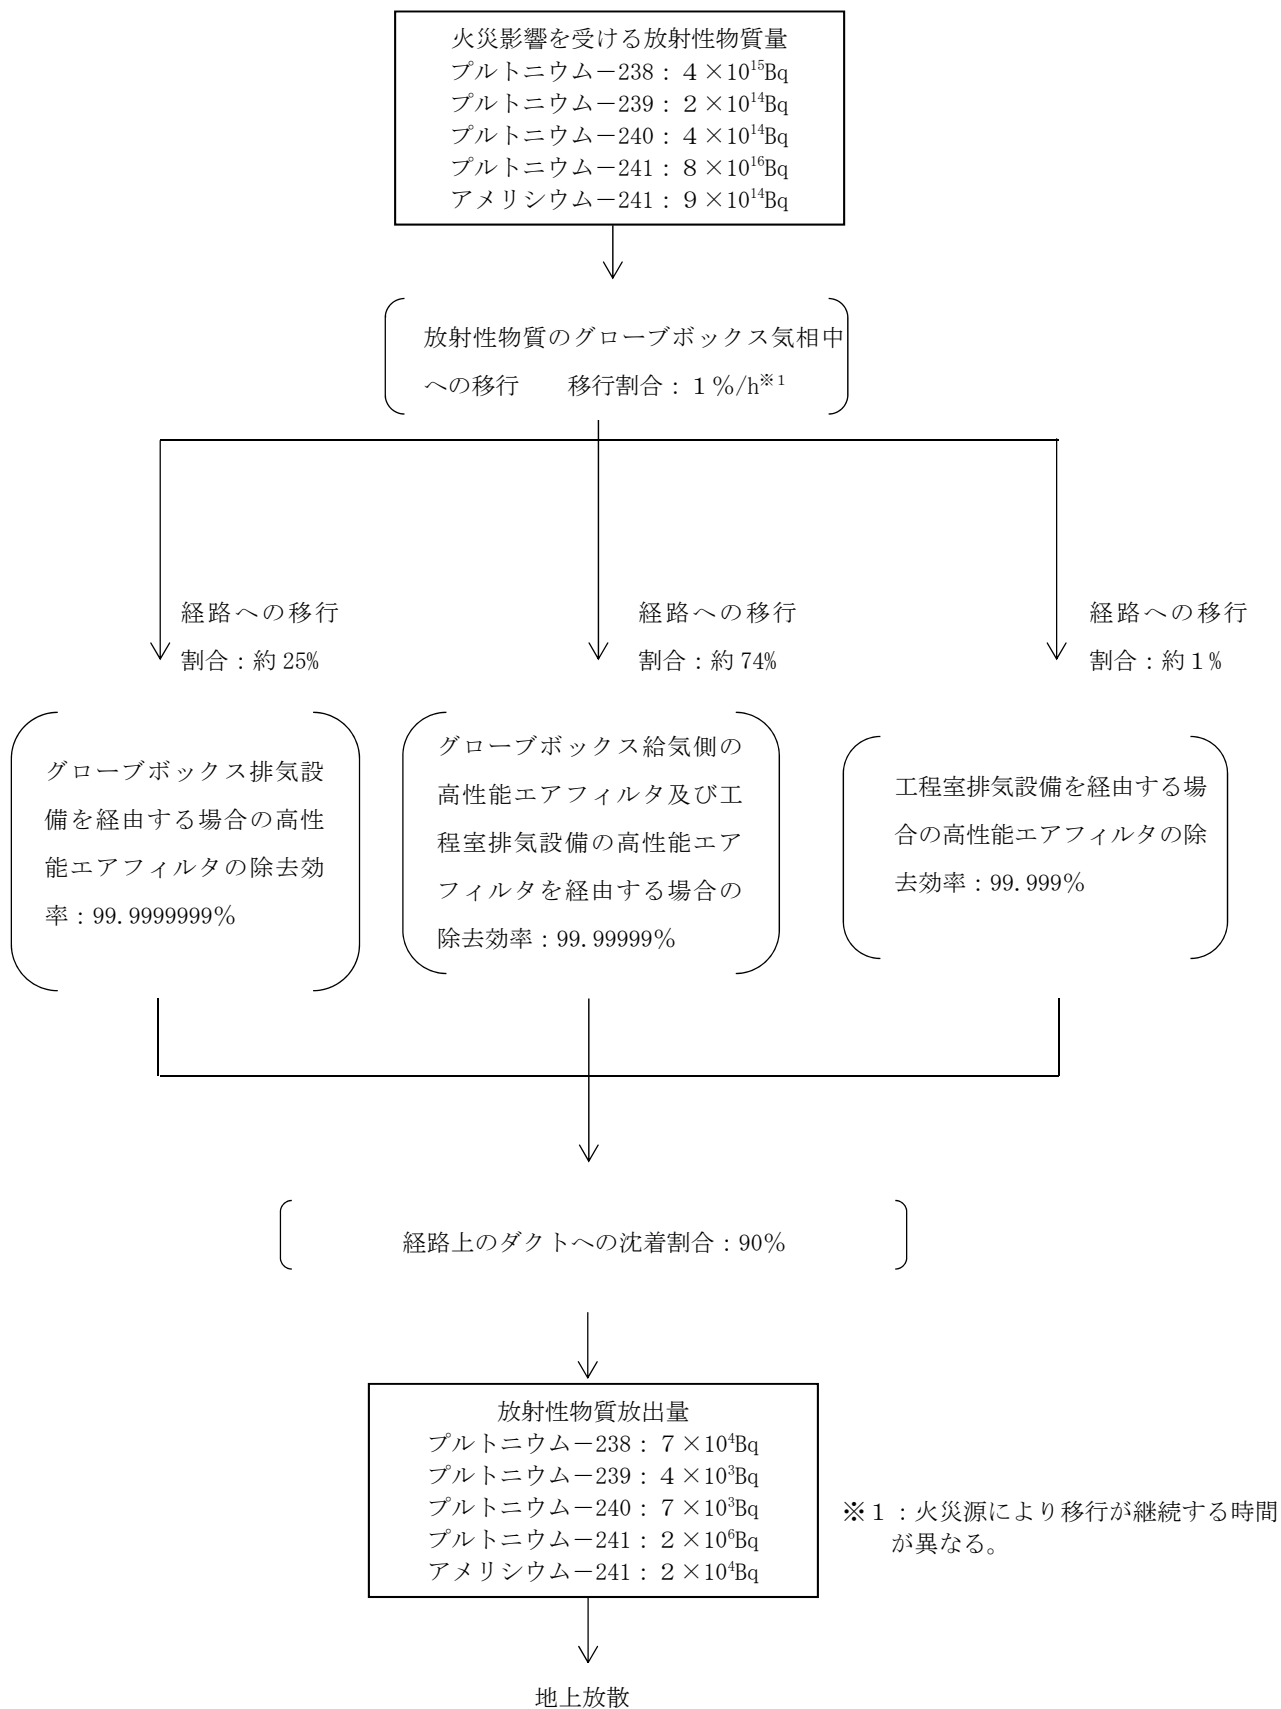 火災影響を受ける放射性物質量
プルトニウム－238：４×10¹⁵Bq
プルトニウム－239：２×10¹⁴Bq
プルトニウム－240：４×10¹⁴Bq
プルトニウム－241：８×10¹⁶Bq
アメリシウム－241：９×10¹⁴Bq
放射性物質のグローブボックス気相中
への移行　　移行割合：１％/h※１
経路への移行
割合：約 25%
経路への移行
割合：約 74%
経路への移行
割合：約１%
グローブボックス排気設
備を経由する場合の高性
能エアフィルタの除去効
率：99.9999999％
グローブボックス給気側の
高性能エアフィルタ及び工
程室排気設備の高性能エア
フィルタを経由する場合の
除去効率：99.99999％
工程室排気設備を経由する場
合の高性能エアフィルタの除
去効率：99.999％
経路上のダクトへの沈着割合：90％
放射性物質放出量
プルトニウム－238：７×10⁴Bq
プルトニウム－239：４×10³Bq
プルトニウム－240：７×10³Bq
プルトニウム－241：２×10⁶Bq
アメリシウム－241：２×10⁴Bq
※１：火災源により移行が継続する時間
が異なる。
地上放散